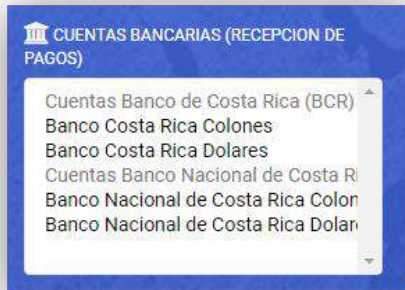 CUENTAS BANCARIAS (RECEPCION DE
PAGOS)
Cuentas Banco de Costa Rica (BCR)
Banco Costa Rica Colones
Banco Costa Rica Dolares
Cuentas Banco Nacional de Costa Ri
Banco Nacional de Costa Rica Colon
Banco Nacional de Costa Rica Dolar